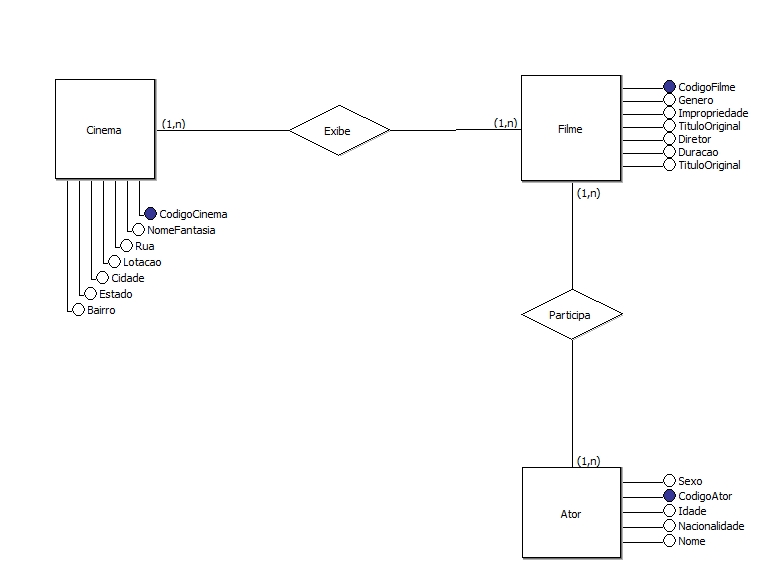 Cinema
(1,n)
Exibe
(1,n)
Filme
CodigoFilme
Genero
Impropriedade
TituloOriginal
Diretor
Duracao
TituloOriginal
CodigoCinema
NomeFantasia
Rua
Lotacao
Cidade
Estado
Bairro
(1,n)
Participa
(1,n)
Ator
Sexo
CodigoAtor
Idade
Nacionalidade
Nome